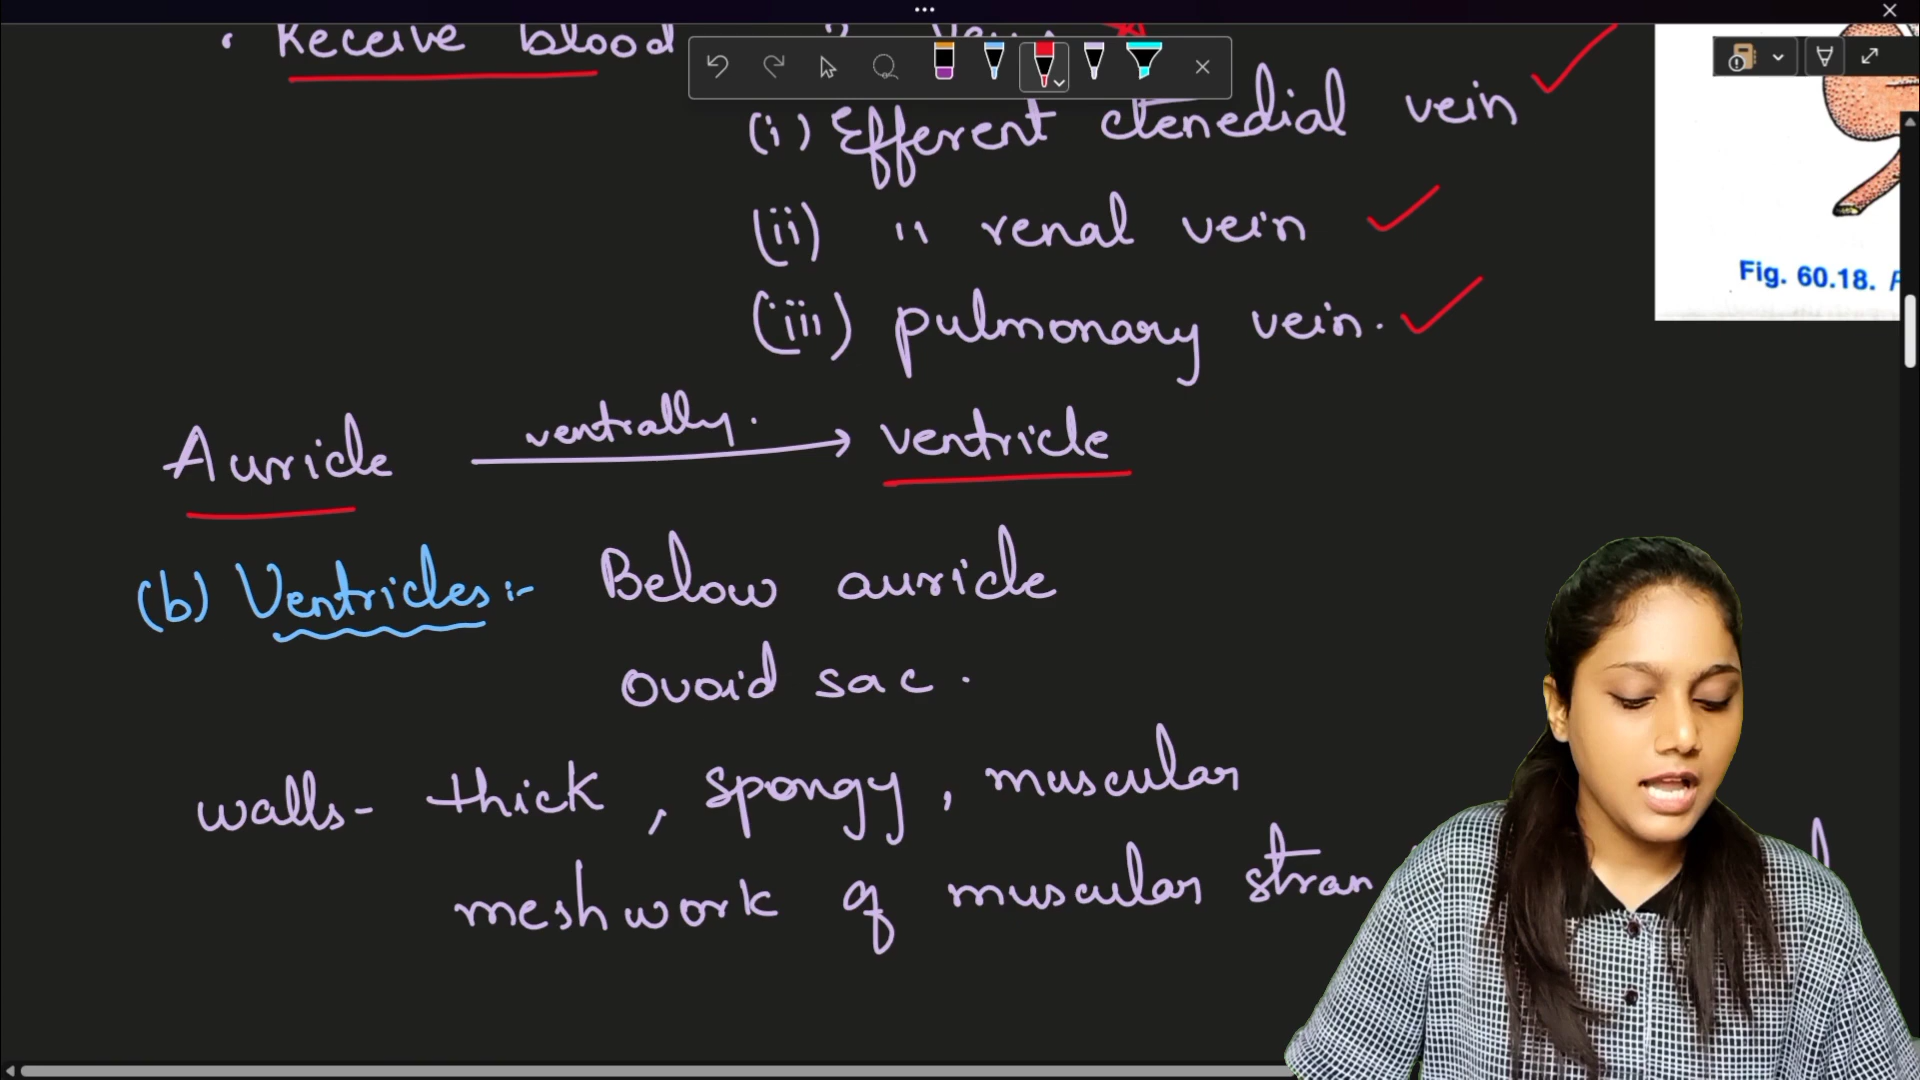 • Receive blood
(i) Efferent ctenedial vein
(ii) " renal vein
(iii) pulmonary vein.
Fig. 60.18.
Auricle ventrally. → ventricle
(b) Ventricles:- Below auricle
ovoid sac.
walls- thick, spongy, muscular
meshwork of muscular stran